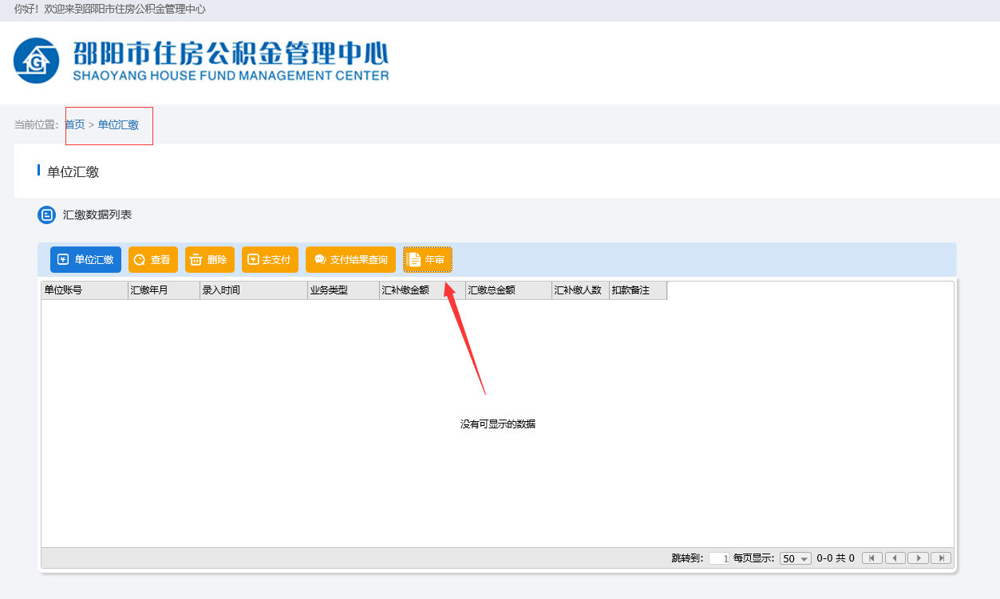 你好！欢迎来到邵阳市住房公积金管理中心
邵阳市住房公积金管理中心
SHAOYANG HOUSE FUND MANAGEMENT CENTER
当前位置：首页 > 单位汇缴
单位汇缴
汇缴数据列表
单位汇缴 查看 删除 去支付 支付结果查询 年审
单位账号 汇缴年月 录入时间 业务类型 汇补缴金额 汇缴总金额 汇补缴人数 扣款备注
没有可显示的数据
跳转到: 1 每页显示: 50 0-0 共 0